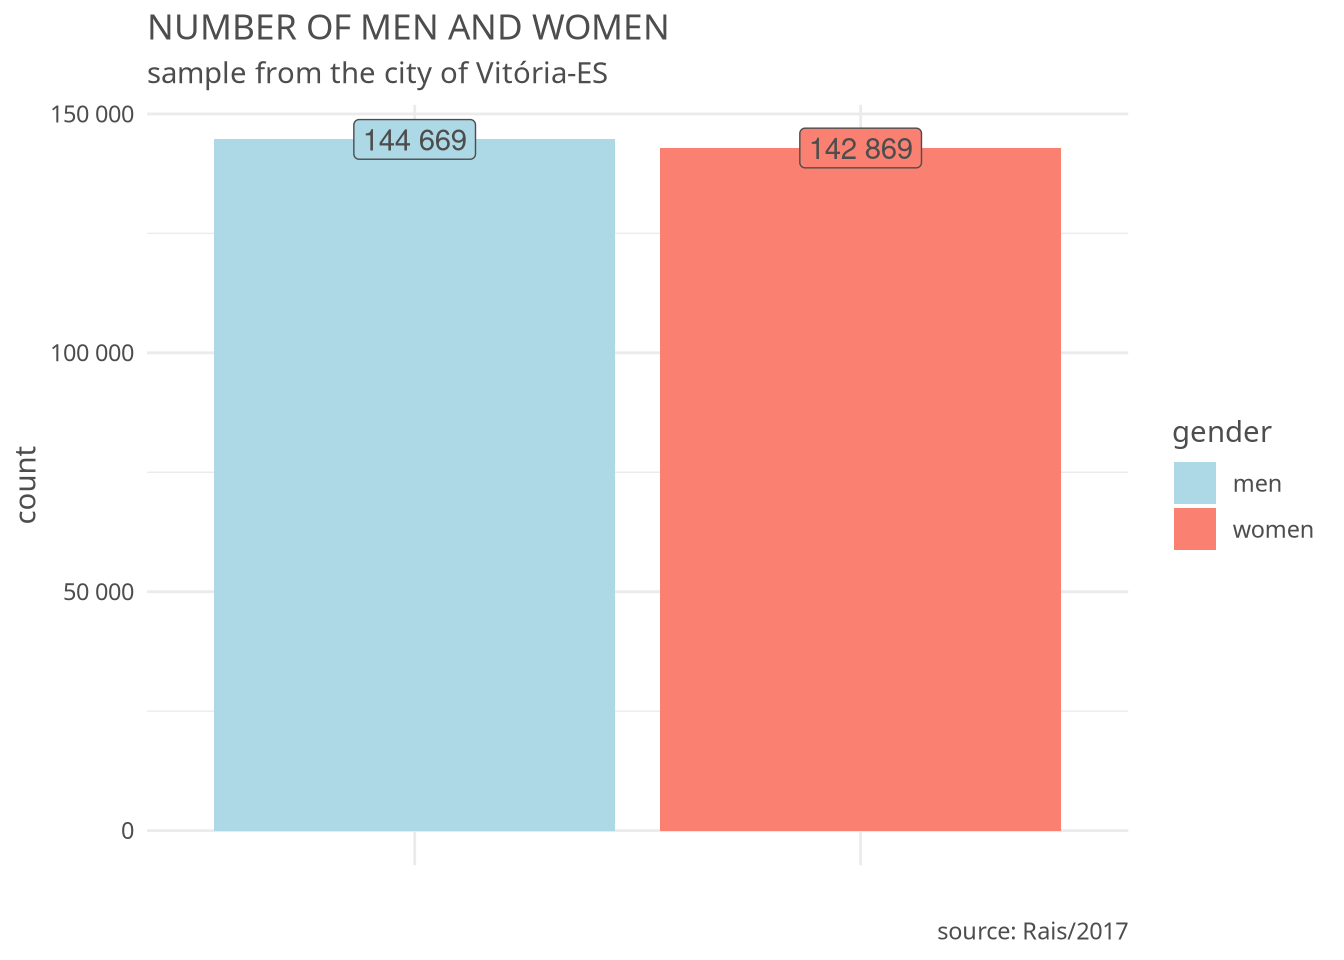 NUMBER OF MEN AND WOMEN
sample from the city of Vitória-ES
150 000
144 669
142 869
100 000
50 000
0
count
gender
men
women
source: Rais/2017